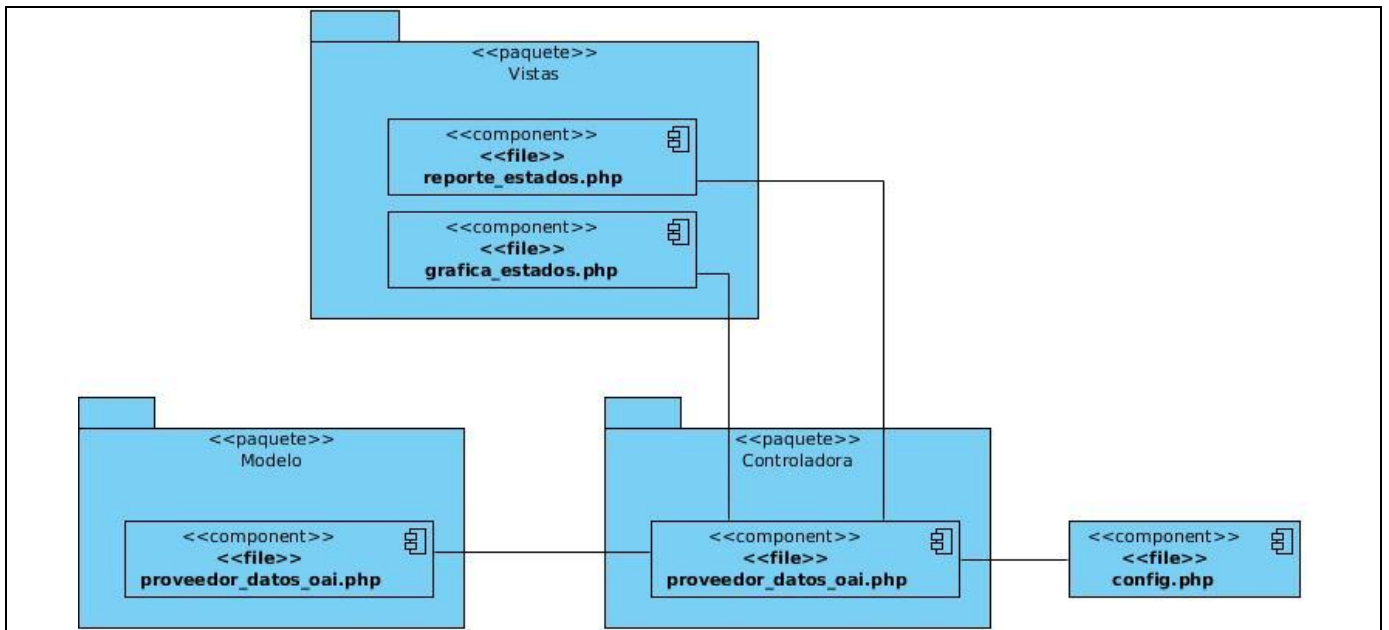 <<paquete>>
Vistas
<<component>>
<<file>>
reporte_estados.php
<<component>>
<<file>>
grafica_estados.php
<<paquete>>
Modelo
<<component>>
<<file>>
proveedor_datos_oai.php
<<paquete>>
Controladora
<<component>>
<<file>>
proveedor_datos_oai.php
<<component>>
<<file>>
config.php